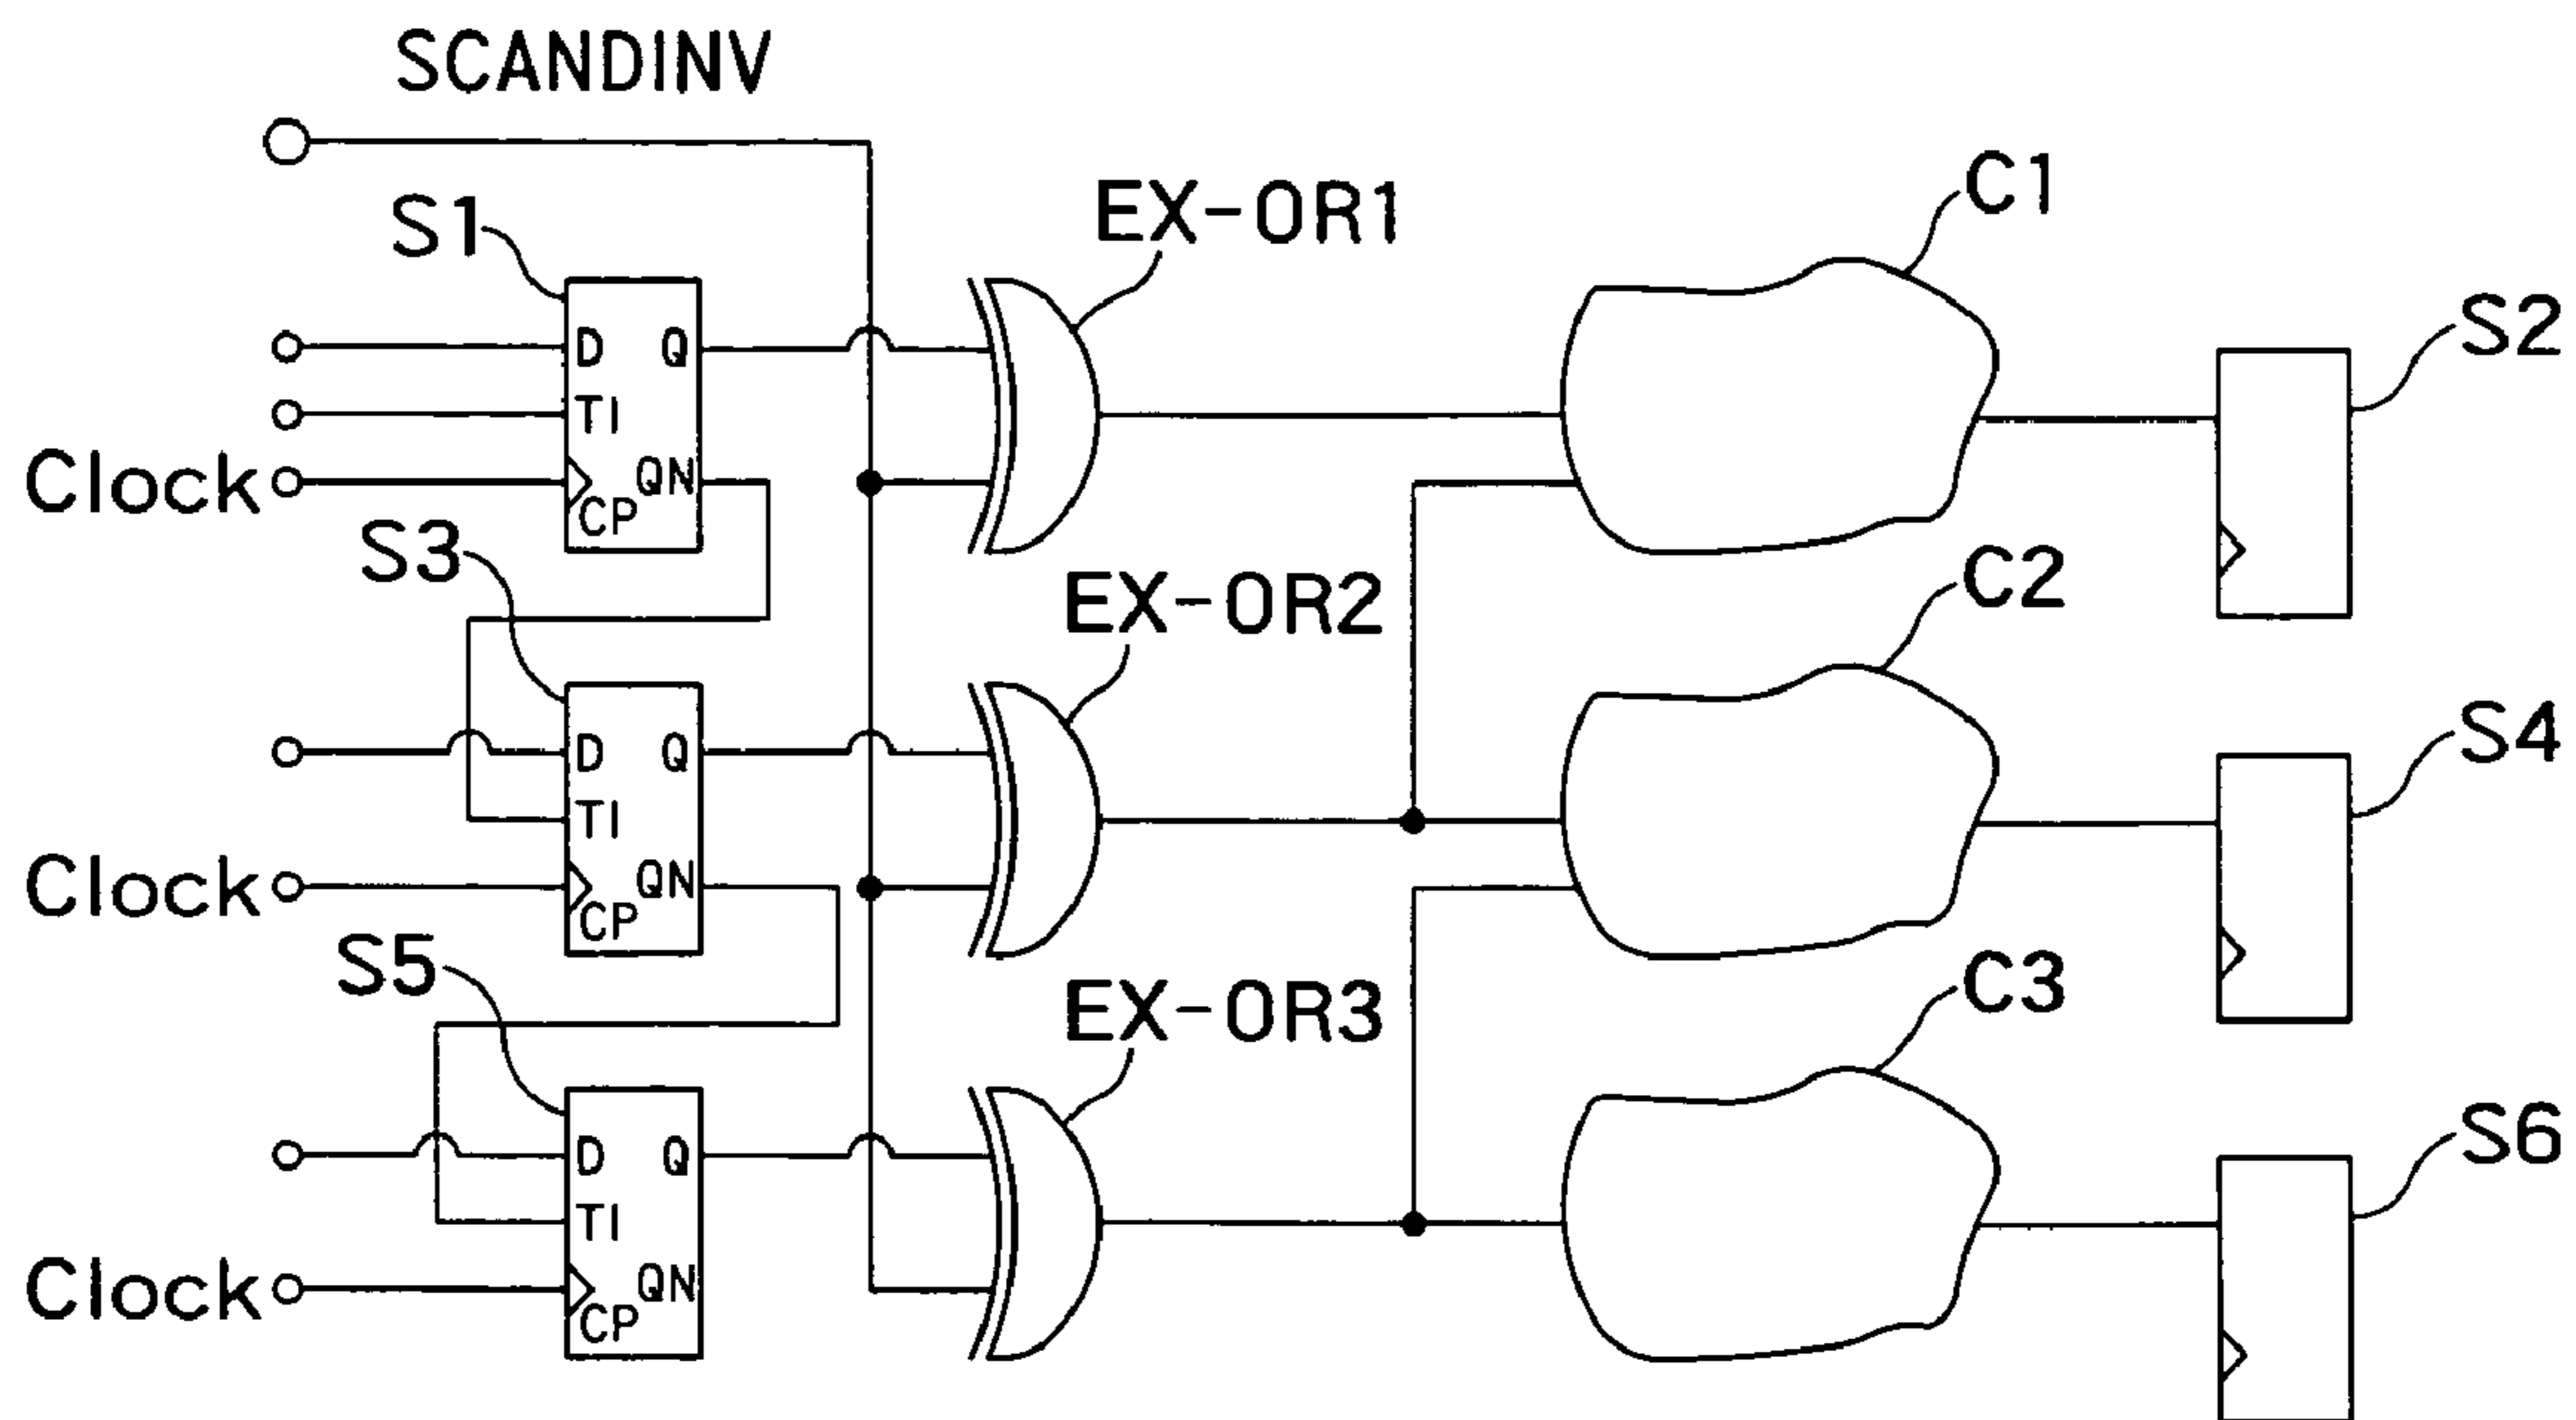 SCANDINV
S1
EX-OR1
C1
S2
D Q
TI
Clock
QN
CP
S3
EX-OR2
C2
S4
D Q
TI
Clock
QN
CP
S5
EX-OR3
C3
S6
D Q
TI
Clock
QN
CP